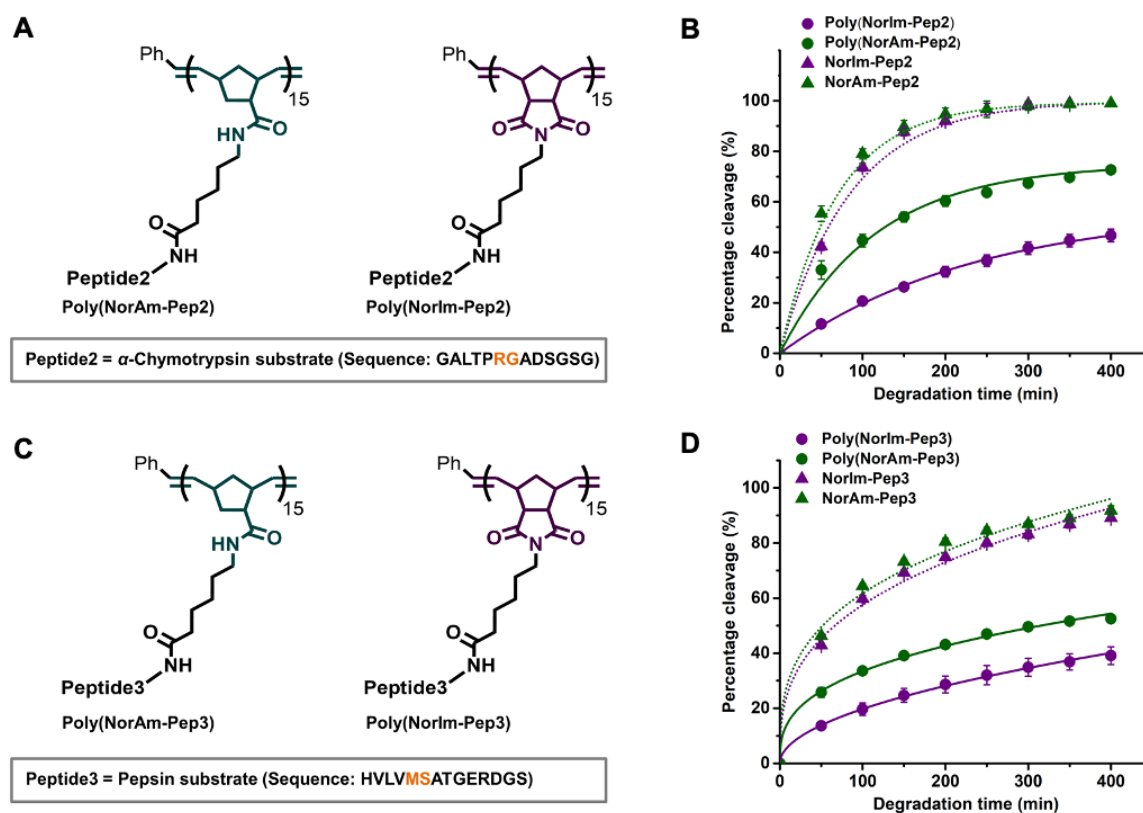 A
Ph
15
HN
O
O
NH
Peptide2
Poly(NorAm-Pep2)
Ph
15
O
N
O
O
NH
Peptide2
Poly(NorIm-Pep2)
Peptide2 = α-Chymotrypsin substrate (Sequence: GALTPRGADSGSG)
B
Poly(NorIm-Pep2)
Poly(NorAm-Pep2)
NorIm-Pep2
NorAm-Pep2
Percentage cleavage (%)
100
80
60
40
20
0
0 100 200 300 400
Degradation time (min)
C
Ph
15
HN
O
O
NH
Peptide3
Poly(NorAm-Pep3)
Ph
15
O
N
O
O
NH
Peptide3
Poly(NorIm-Pep3)
Peptide3 = Pepsin substrate (Sequence: HVLVMSATGERDGS)
D
Poly(NorIm-Pep3)
Poly(NorAm-Pep3)
NorIm-Pep3
NorAm-Pep3
Percentage cleavage (%)
100
80
60
40
20
0
0 100 200 300 400
Degradation time (min)